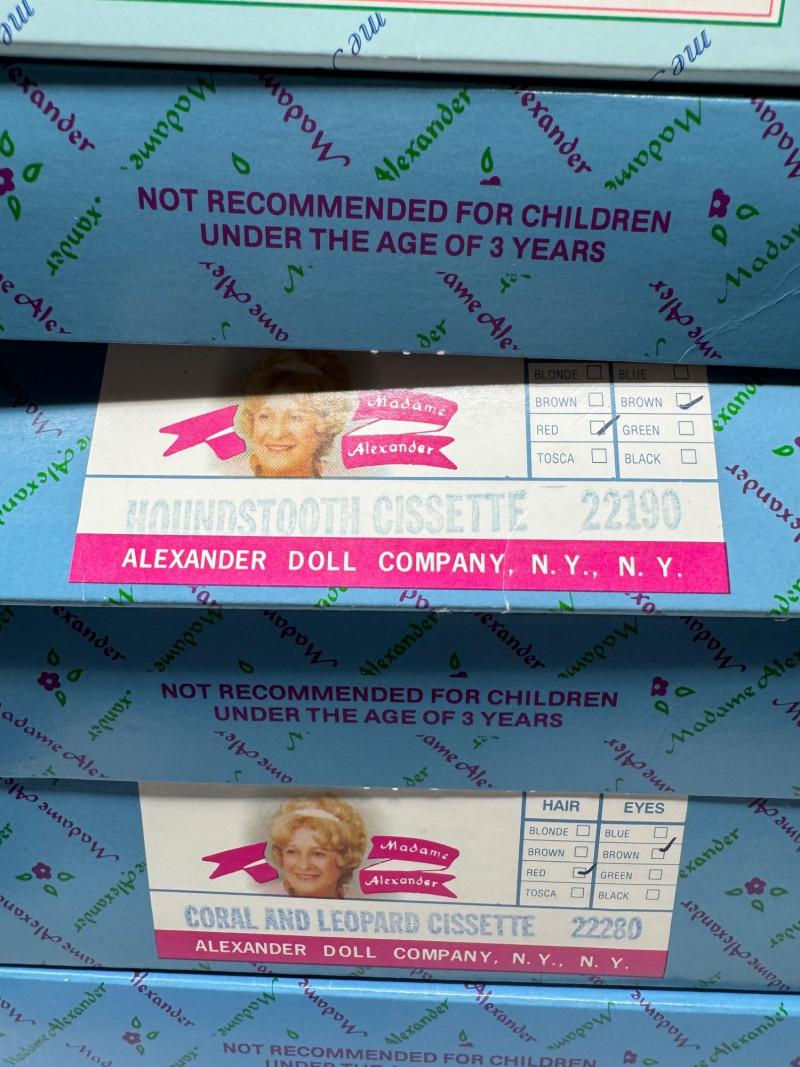 NOT RECOMMENDED FOR CHILDREN
UNDER THE AGE OF 3 YEARS
Madame
Alexander
BLONDE BLUE
BROWN BROWN
RED GREEN
TOSCA BLACK
HOUNDSTOOTH CISSETTE 22190
ALEXANDER DOLL COMPANY, N.Y., N.Y.
NOT RECOMMENDED FOR CHILDREN
UNDER THE AGE OF 3 YEARS
Madame
Alexander
HAIR EYES
BLONDE BLUE
BROWN BROWN
RED GREEN
TOSCA BLACK
CORAL AND LEOPARD CISSETTE 22280
ALEXANDER DOLL COMPANY, N.Y., N.Y.
NOT RECOMMENDED FOR CHILDREN